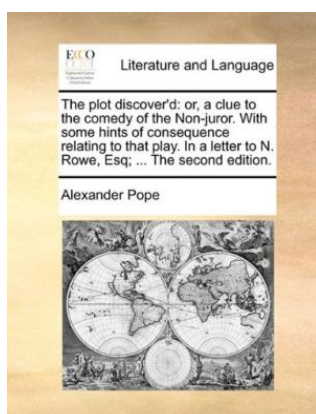 ECCO
Literature and Language
The plot discover'd: or, a clue to
the comedy of the Non-juror. With
some hints of consequence
relating to that play. In a letter to N.
Rowe, Esq; ... The second edition.
Alexander Pope